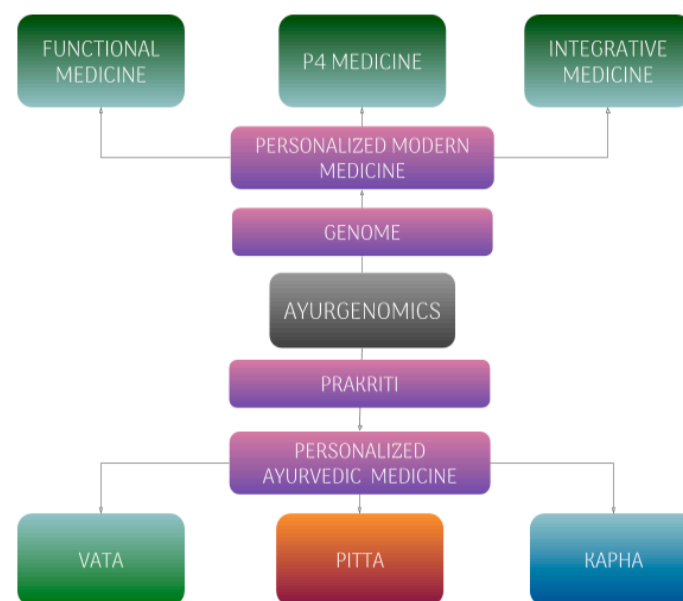 FUNCTIONAL
MEDICINE
P4 MEDICINE
INTEGRATIVE
MEDICINE
PERSONALIZED MODERN
MEDICINE
GENOME
AYURGENOMICS
PRAKRITI
PERSONALIZED
AYURVEDIC MEDICINE
VATA
PITTA
KAPHA